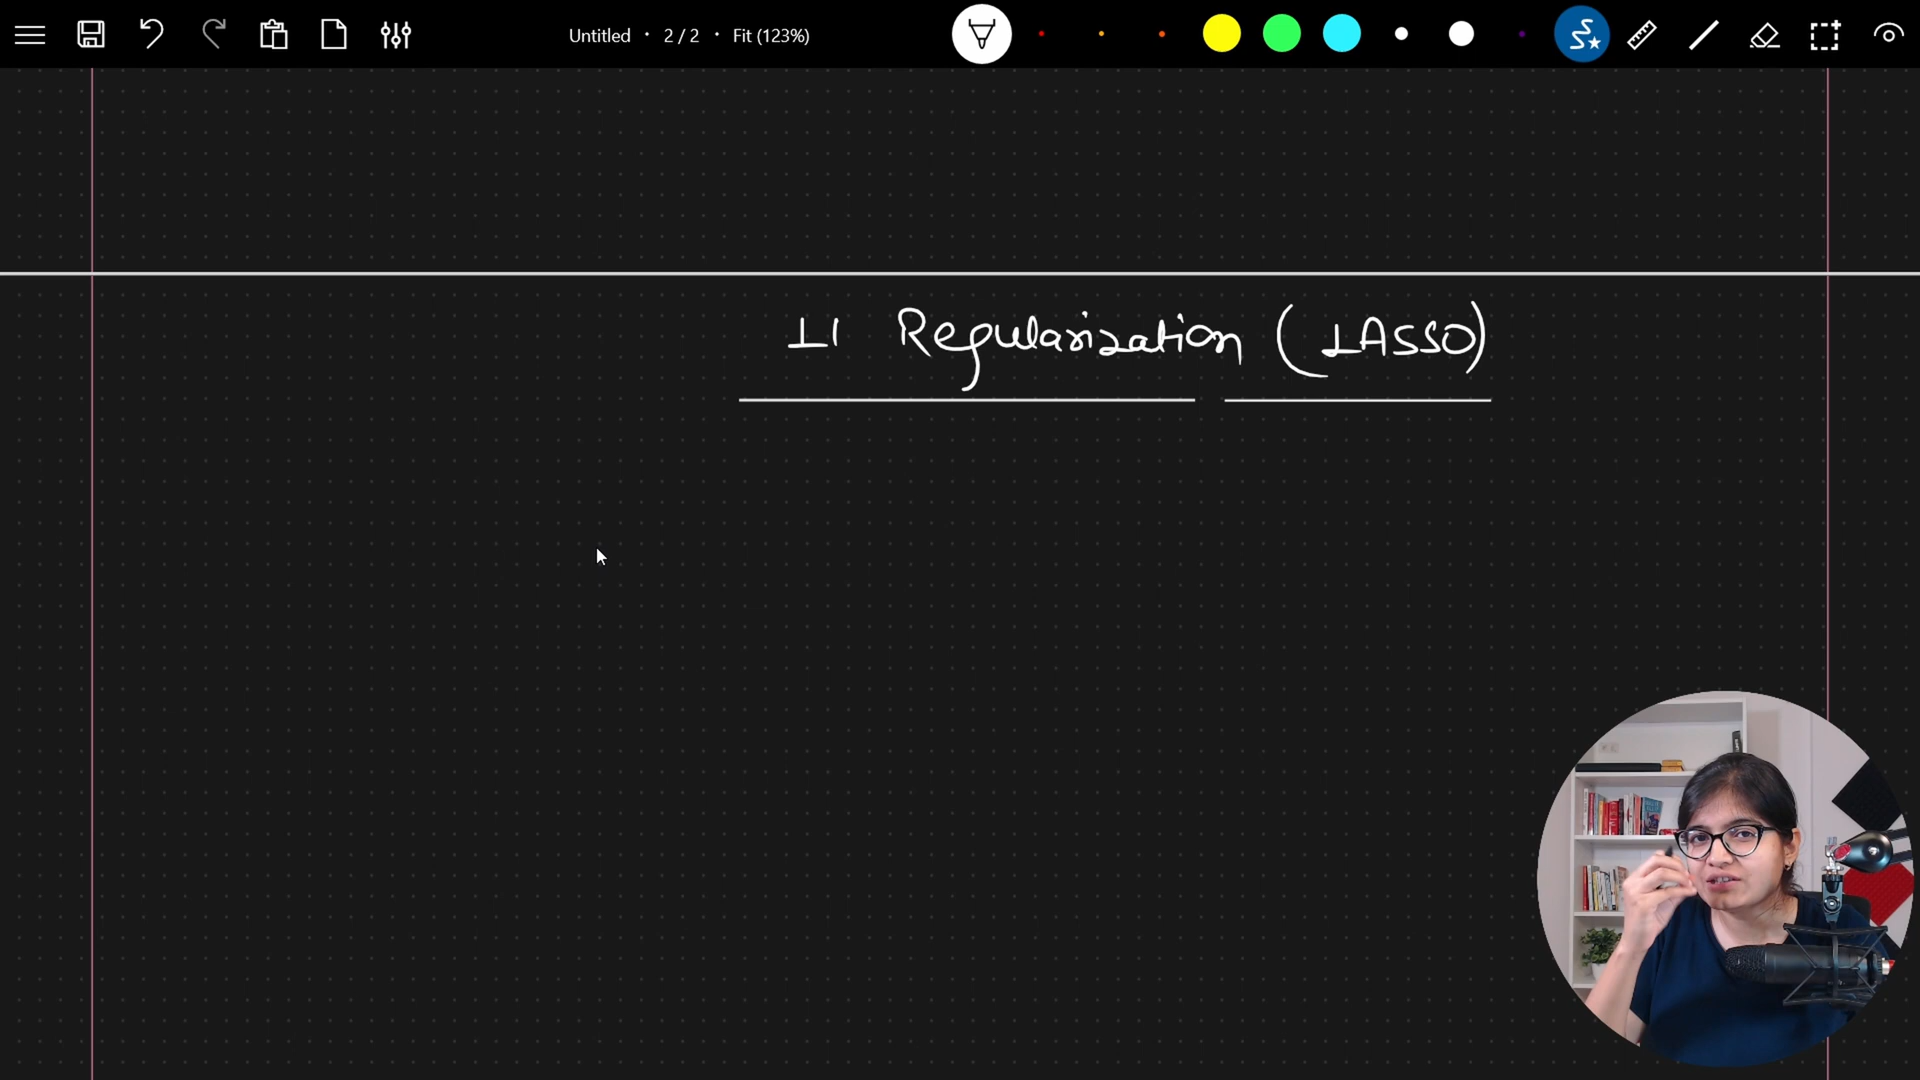 Untitled • 2 / 2 • Fit (123%)
L1 Regularization (LASSO)